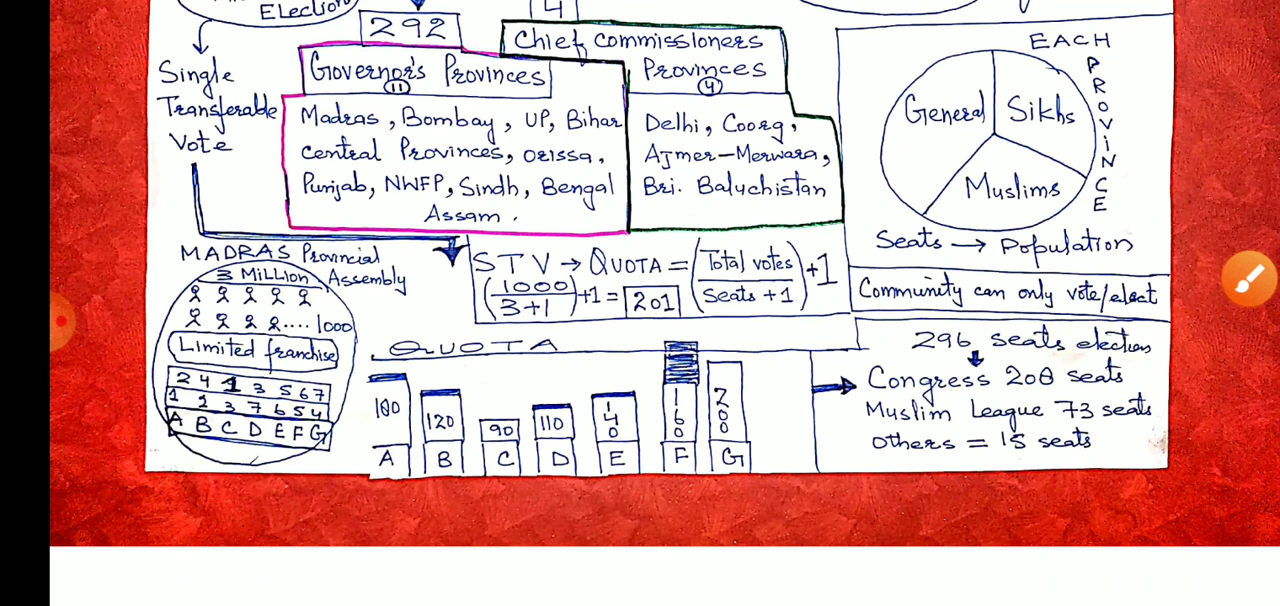 Election
292
4
Single
Transferable
Vote
Governor's Provinces
11
Madras, Bombay, UP, Bihar
Central Provinces, Orissa,
Punjab, NWFP, Sindh, Bengal
Assam.
Chief Commissioners
Provinces
4
Delhi, Coorg,
Ajmer-Merwara,
Bri. Baluchistan
EACH PROVINCE
General
Sikhs
Muslims
Seats → Population
Community can only vote/elect
STV → QUOTA = (Total votes / Seats + 1) + 1
(1000 / 3+1) + 1 = 201
MADRAS Provincial
Assembly
3 Million
.... 1000
Limited franchise
2 4 1 3 5 6 7
1 2 3 7 6 5 4
A B C D E F G
QUOTA
180 120 90 110 140 160 200
A B C D E F G
296 seats election
Congress 208 seats
Muslim League 73 seats
Others = 15 seats